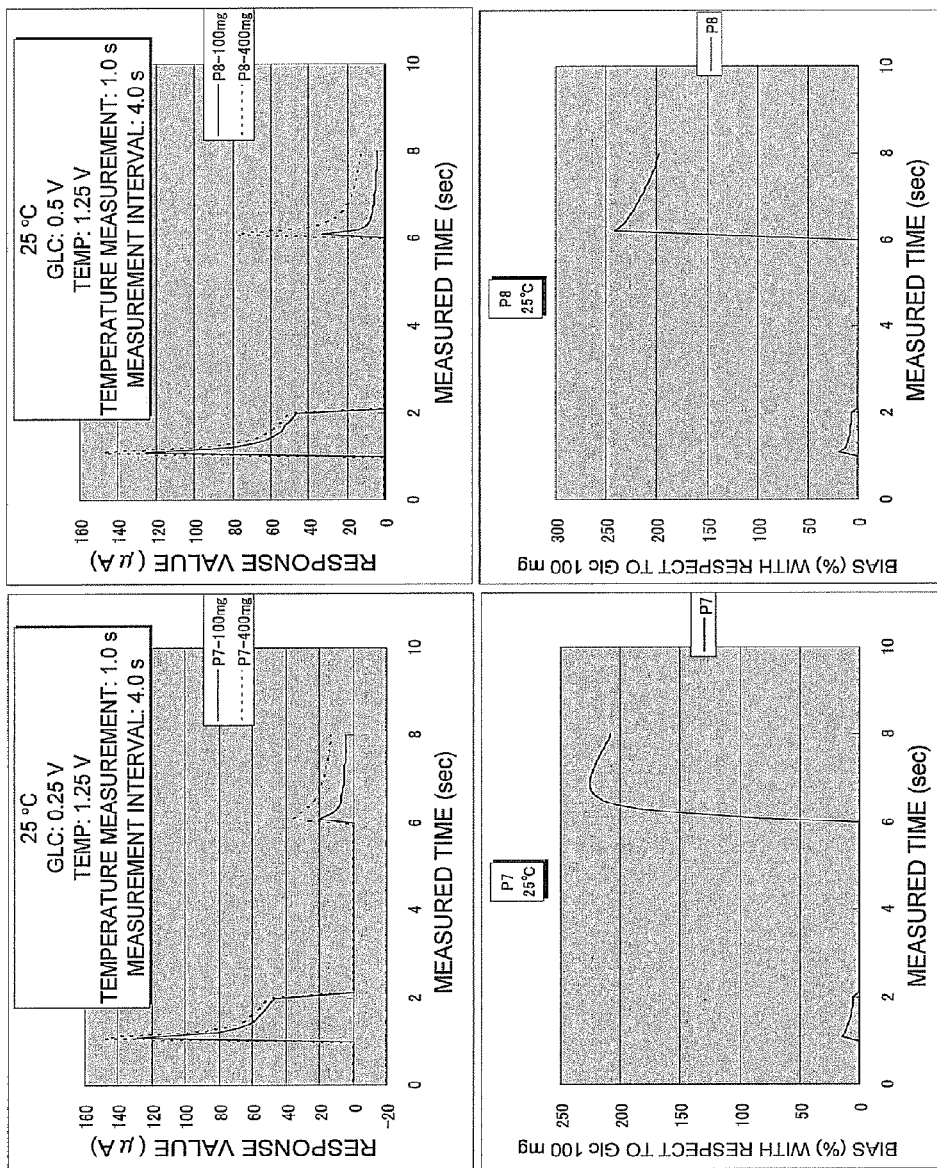 25 °C
GLC: 0.25 V
TEMP: 1.25 V
TEMPERATURE MEASUREMENT: 1.0 s
MEASUREMENT INTERVAL: 4.0 s
P7-100mg
P7-400mg
RESPONSE VALUE (μA)
160
140
120
100
80
60
40
20
0
-20
0
2
4
6
8
10
MEASURED TIME (sec)
25 °C
GLC: 0.5 V
TEMP: 1.25 V
TEMPERATURE MEASUREMENT: 1.0 s
MEASUREMENT INTERVAL: 4.0 s
P8-100mg
P8-400mg
RESPONSE VALUE (μA)
160
140
120
100
80
60
40
20
0
0
2
4
6
8
10
MEASURED TIME (sec)
P7
25°C
P7
BIAS (%) WITH RESPECT TO Glc 100 mg
250
200
150
100
50
0
0
2
4
6
8
10
MEASURED TIME (sec)
P8
25°C
P8
BIAS (%) WITH RESPECT TO Glc 100 mg
300
250
200
150
100
50
0
0
2
4
6
8
10
MEASURED TIME (sec)